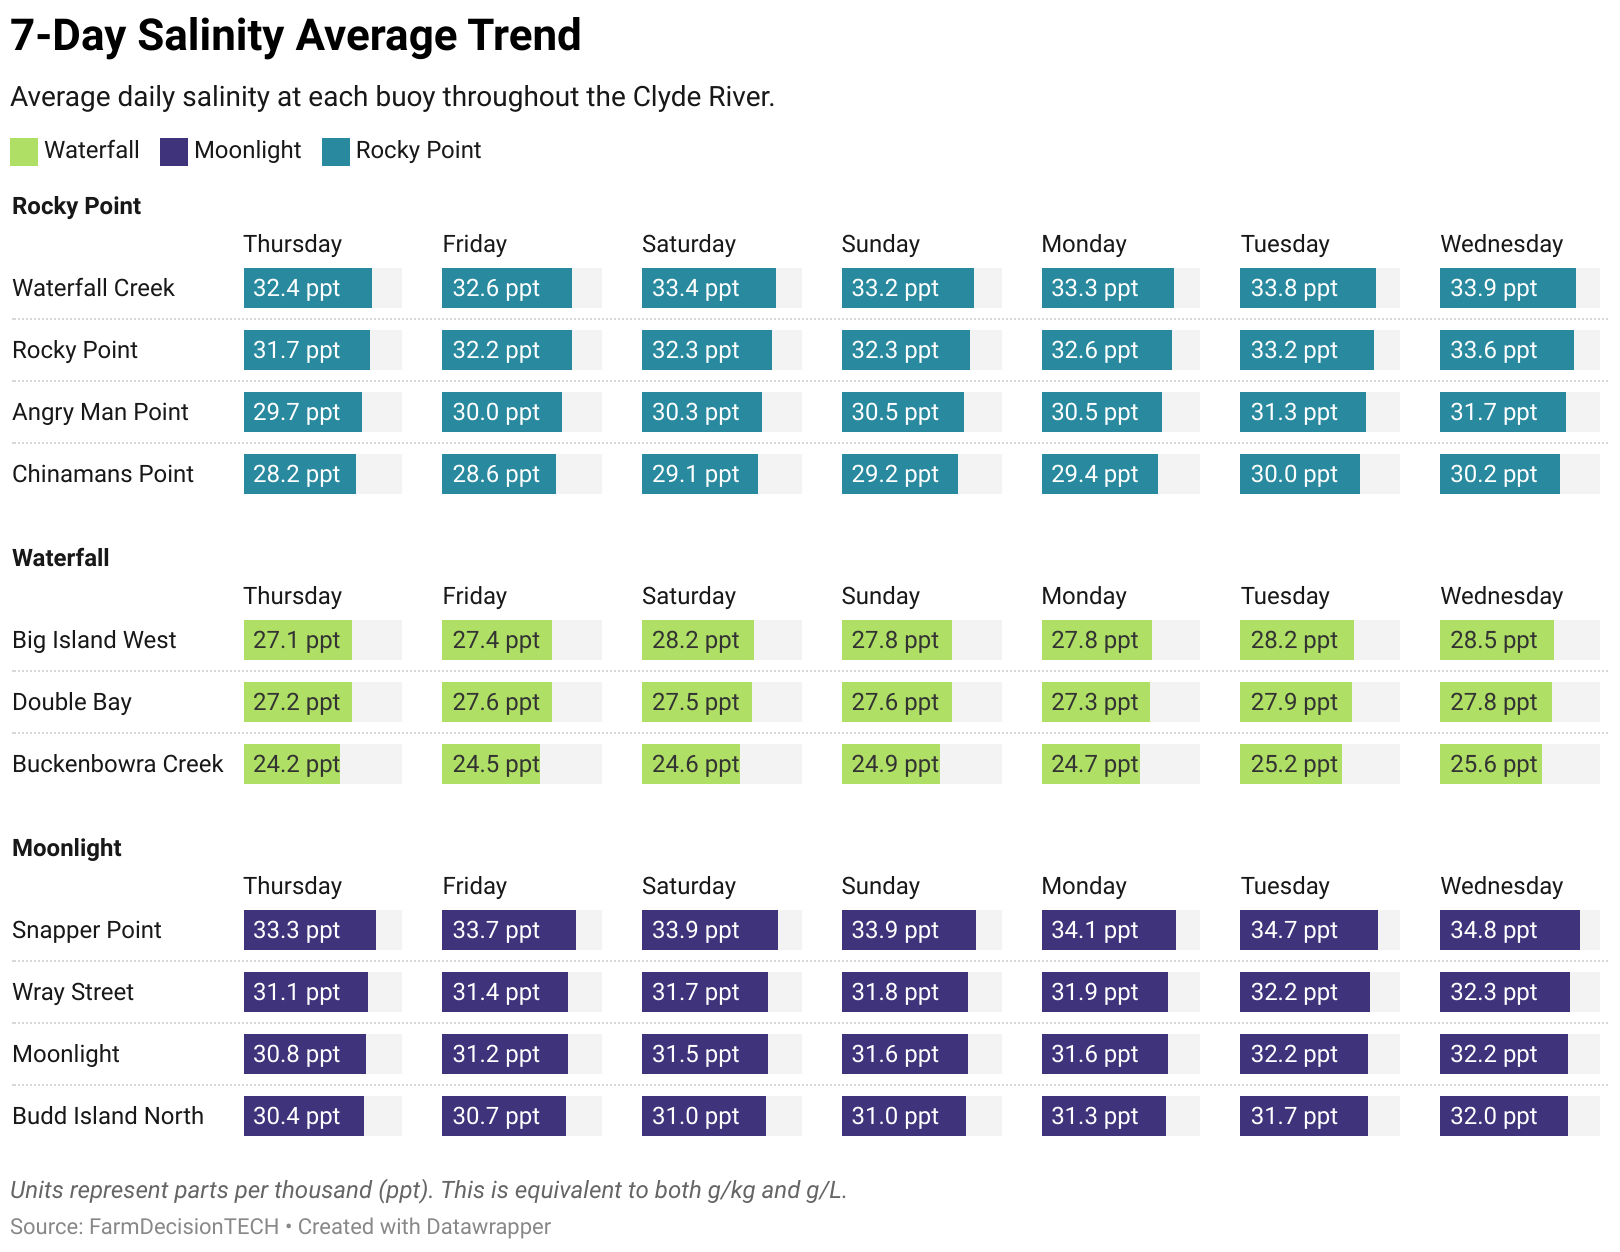 7-Day Salinity Average Trend
Average daily salinity at each buoy throughout the Clyde River.
Waterfall Moonlight Rocky Point
Rocky Point
Thursday Friday Saturday Sunday Monday Tuesday Wednesday
Waterfall Creek 32.4 ppt 32.6 ppt 33.4 ppt 33.2 ppt 33.3 ppt 33.8 ppt 33.9 ppt
Rocky Point 31.7 ppt 32.2 ppt 32.3 ppt 32.3 ppt 32.6 ppt 33.2 ppt 33.6 ppt
Angry Man Point 29.7 ppt 30.0 ppt 30.3 ppt 30.5 ppt 30.5 ppt 31.3 ppt 31.7 ppt
Chinamans Point 28.2 ppt 28.6 ppt 29.1 ppt 29.2 ppt 29.4 ppt 30.0 ppt 30.2 ppt
Waterfall
Thursday Friday Saturday Sunday Monday Tuesday Wednesday
Big Island West 27.1 ppt 27.4 ppt 28.2 ppt 27.8 ppt 27.8 ppt 28.2 ppt 28.5 ppt
Double Bay 27.2 ppt 27.6 ppt 27.5 ppt 27.6 ppt 27.3 ppt 27.9 ppt 27.8 ppt
Buckenbowra Creek 24.2 ppt 24.5 ppt 24.6 ppt 24.9 ppt 24.7 ppt 25.2 ppt 25.6 ppt
Moonlight
Thursday Friday Saturday Sunday Monday Tuesday Wednesday
Snapper Point 33.3 ppt 33.7 ppt 33.9 ppt 33.9 ppt 34.1 ppt 34.7 ppt 34.8 ppt
Wray Street 31.1 ppt 31.4 ppt 31.7 ppt 31.8 ppt 31.9 ppt 32.2 ppt 32.3 ppt
Moonlight 30.8 ppt 31.2 ppt 31.5 ppt 31.6 ppt 31.6 ppt 32.2 ppt 32.2 ppt
Budd Island North 30.4 ppt 30.7 ppt 31.0 ppt 31.0 ppt 31.3 ppt 31.7 ppt 32.0 ppt
Units represent parts per thousand (ppt). This is equivalent to both g/kg and g/L.
Source: FarmDecisionTECH • Created with Datawrapper